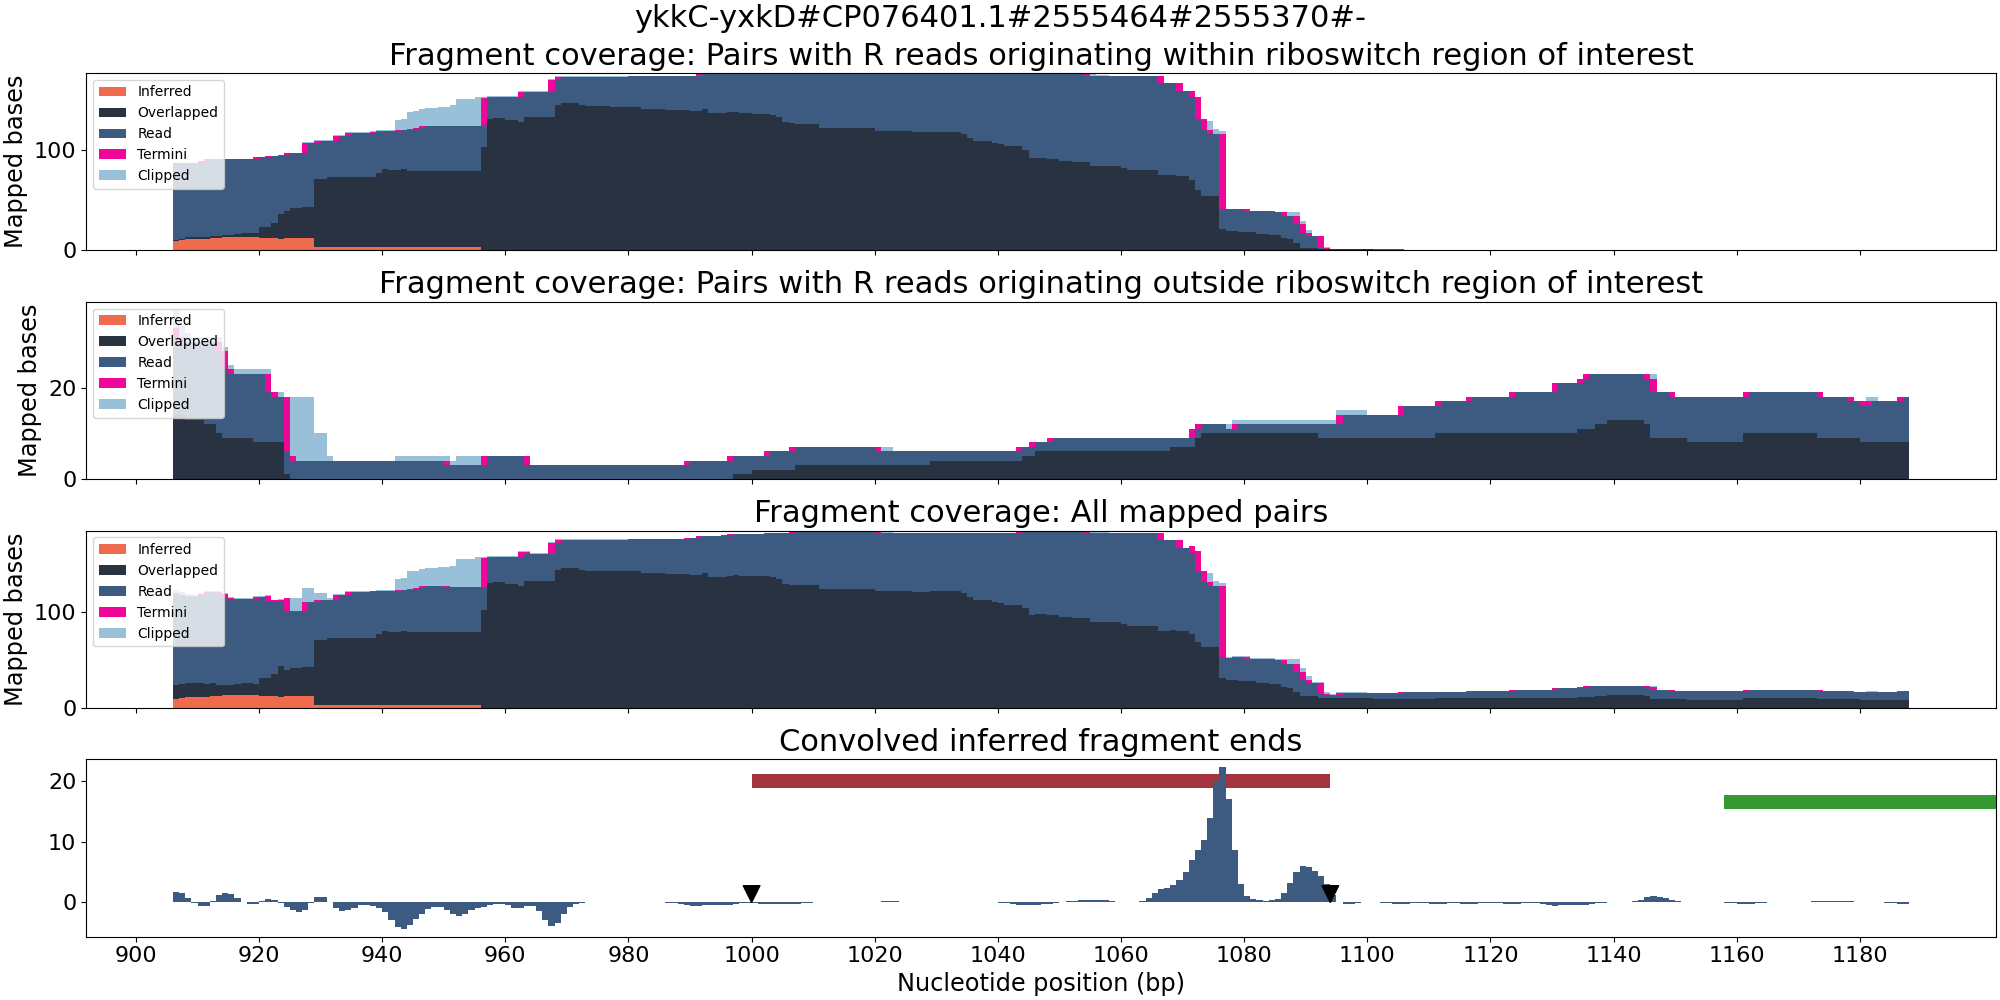 ykkC-yxkD#CP076401.1#2555464#2555370#-
Fragment coverage: Pairs with R reads originating within riboswitch region of interest
Mapped bases
100
0
Inferred
Overlapped
Read
Termini
Clipped
Fragment coverage: Pairs with R reads originating outside riboswitch region of interest
Mapped bases
20
0
Inferred
Overlapped
Read
Termini
Clipped
Fragment coverage: All mapped pairs
Mapped bases
100
0
Inferred
Overlapped
Read
Termini
Clipped
Convolved inferred fragment ends
20
10
0
900 920 940 960 980 1000 1020 1040 1060 1080 1100 1120 1140 1160 1180
Nucleotide position (bp)